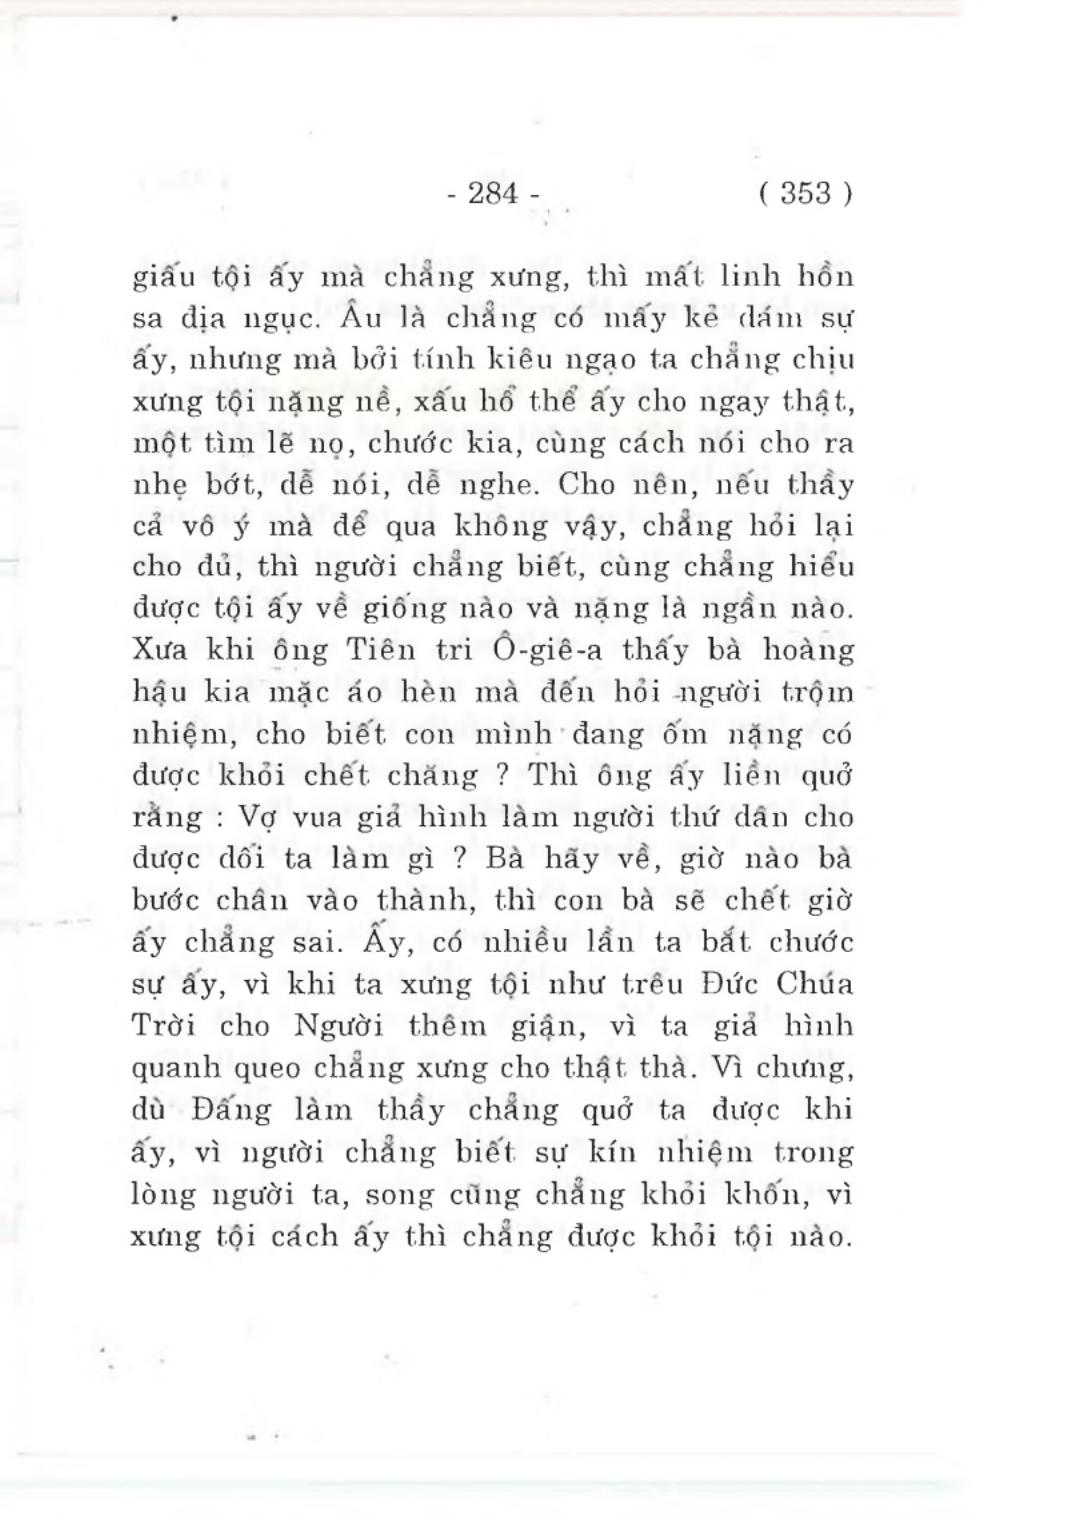 - 284 - ( 353 )
giấu tội ấy mà chẳng xưng, thì mất linh hồn
sa địa ngục. Âu là chẳng có mấy kẻ dám sự
ấy, nhưng mà bởi tính kiêu ngạo ta chẳng chịu
xưng tội nặng nề, xấu hổ thể ấy cho ngay thật,
một tìm lẽ nọ, chước kia, cùng cách nói cho ra
nhẹ bớt, dễ nói, dễ nghe. Cho nên, nếu thầy
cả vô ý mà để qua không vậy, chẳng hỏi lại
cho đủ, thì người chẳng biết, cùng chẳng hiểu
được tội ấy về giống nào và nặng là ngần nào.
Xưa khi ông Tiên tri Ô-giê-a thấy bà hoàng
hậu kia mặc áo hèn mà đến hỏi người trộm
nhiệm, cho biết con mình đang ốm nặng có
được khỏi chết chăng ? Thì ông ấy liền quở
rằng : Vợ vua giả hình làm người thứ dân cho
được dối ta làm gì ? Bà hãy về, giờ nào bà
bước chân vào thành, thì con bà sẽ chết giờ
ấy chẳng sai. Ấy, có nhiều lần ta bắt chước
sự ấy, vì khi ta xưng tội như trêu Đức Chúa
Trời cho Người thêm giận, vì ta giả hình
quanh queo chẳng xưng cho thật thà. Vì chưng,
dù Đấng làm thầy chẳng quở ta được khi
ấy, vì người chẳng biết sự kín nhiệm trong
lòng người ta, song cũng chẳng khỏi khốn, vì
xưng tội cách ấy thì chẳng được khỏi tội nào.